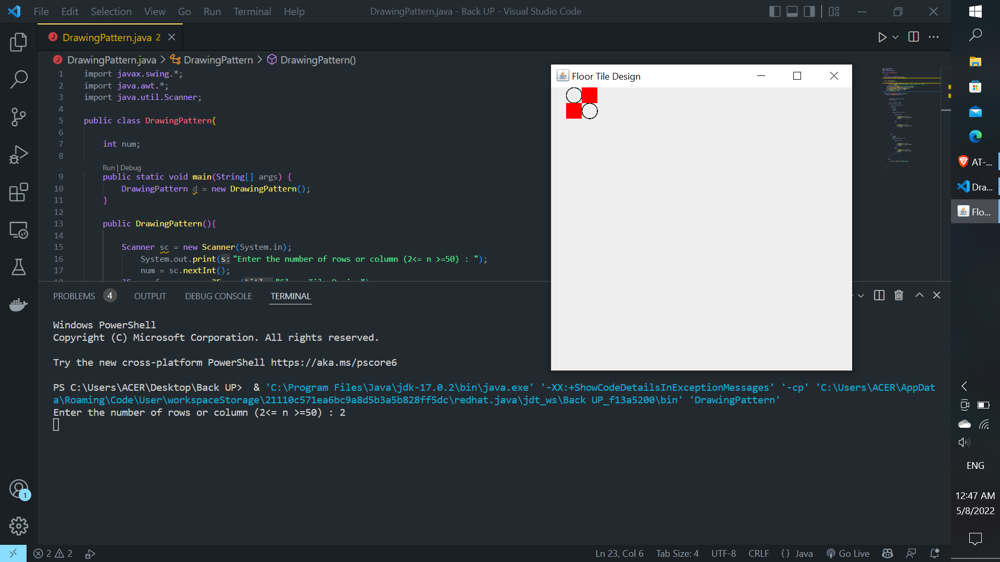 File Edit Selection View Go Run Terminal Help
DrawingPattern.java - Back UP - Visual Studio Code
DrawingPattern.java 2
DrawingPattern.java > DrawingPattern > DrawingPattern()
1 import javax.swing.*;
2 import java.awt.*;
3 import java.util.Scanner;
4
5 public class DrawingPattern{
6
7 int num;
8
Run | Debug
9 public static void main(String[] args) {
10 DrawingPattern d = new DrawingPattern();
11 }
12
13 public DrawingPattern(){
14
15 Scanner sc = new Scanner(System.in);
16 System.out.print(s:"Enter the number of rows or column (2<= n >=50) : ");
17 num = sc.nextInt();
Floor Tile Design
PROBLEMS 4 OUTPUT DEBUG CONSOLE TERMINAL
Windows PowerShell
Copyright (C) Microsoft Corporation. All rights reserved.
Try the new cross-platform PowerShell https://aka.ms/pscore6
PS C:\Users\ACER\Desktop\Back UP>  & 'C:\Program Files\Java\jdk-17.0.2\bin\java.exe' '-XX:+ShowCodeDetailsInExceptionMessages' '-cp' 'C:\Users\ACER\AppDat
a\Roaming\Code\User\workspaceStorage\21110c571ea6bc9a8d5b3a5b828ff5dc\redhat.java\jdt_ws\Back UP_f13a5200\bin' 'DrawingPattern'
Enter the number of rows or column (2<= n >=50) : 2
1
2 2
Ln 23, Col 6 Tab Size: 4 UTF-8 CRLF {} Java Go Live
AT-...
Dra...
Flo...
ENG
12:47 AM
5/8/2022